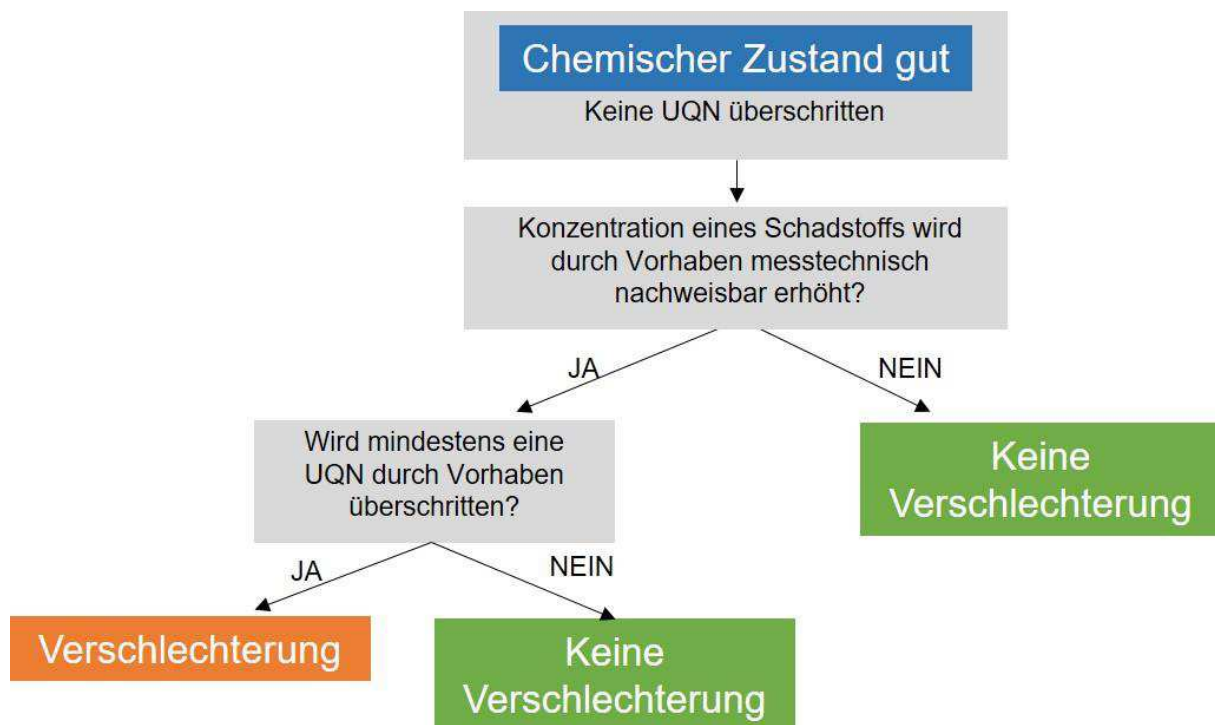 Chemischer Zustand gut
Keine UQN überschritten
Konzentration eines Schadstoffs wird
durch Vorhaben messtechnisch
nachweisbar erhöht?
JA
NEIN
Wird mindestens eine
UQN durch Vorhaben
überschritten?
Keine
Verschlechterung
JA
NEIN
Verschlechterung
Keine
Verschlechterung